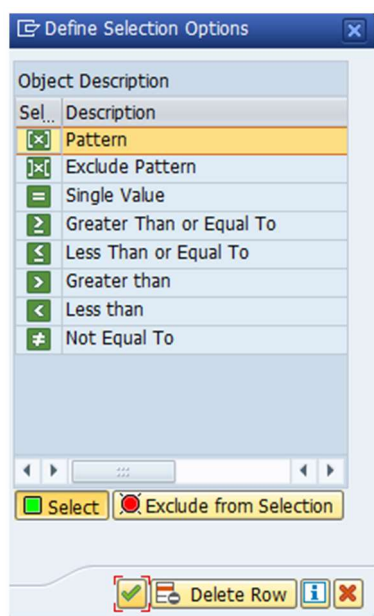 Define Selection Options
Object Description
Sel... Description
[×] Pattern
]×[ Exclude Pattern
= Single Value
≥ Greater Than or Equal To
≤ Less Than or Equal To
> Greater than
< Less than
≠ Not Equal To
Select Exclude from Selection
Delete Row